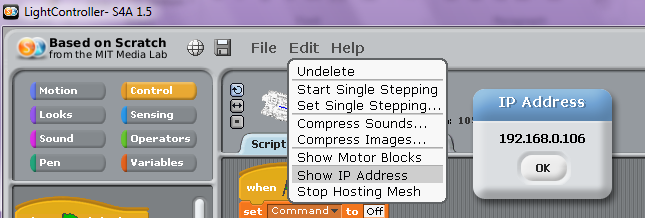 LightController- S4A 1.5
Based on Scratch
from the MIT Media Lab
File Edit Help
Motion Control
Looks Sensing
Sound Operators
Pen Variables
Undelete
Start Single Stepping
Set Single Stepping...
Compress Sounds...
Compress Images...
Show Motor Blocks
Show IP Address
Stop Hosting Mesh
Script
when
set Command to Off
IP Address
192.168.0.106
OK